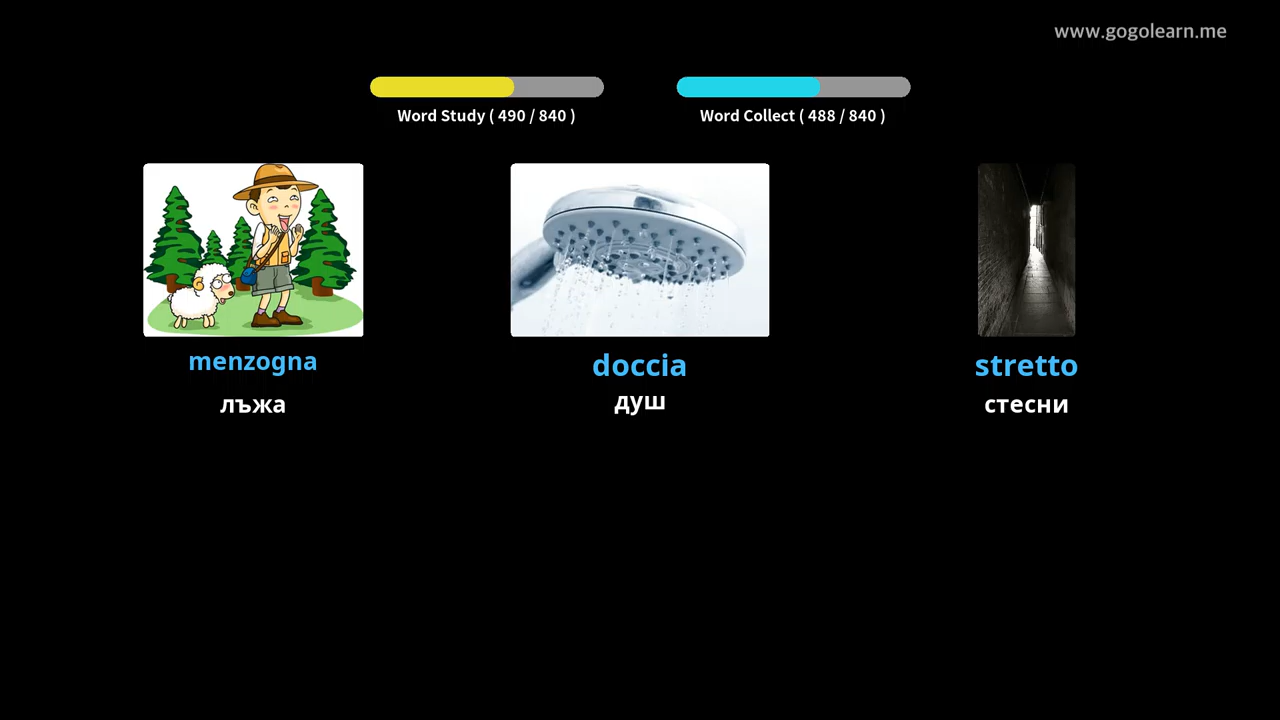 www.gogolearn.me
Word Study ( 490 / 840 )
Word Collect ( 488 / 840 )
menzogna
лъжа
doccia
душ
stretto
стесни